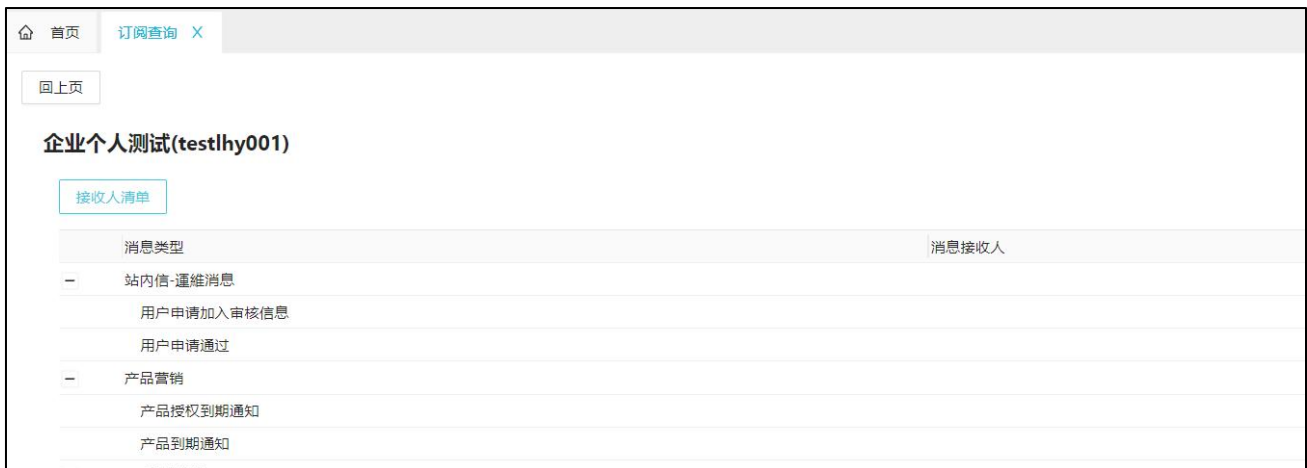 首页 订阅查询 X
回上页
企业个人测试(testlhy001)
接收人清单
消息类型 消息接收人
站内信-運維消息
用户申请加入审核信息
用户申请通过
产品营销
产品授权到期通知
产品到期通知